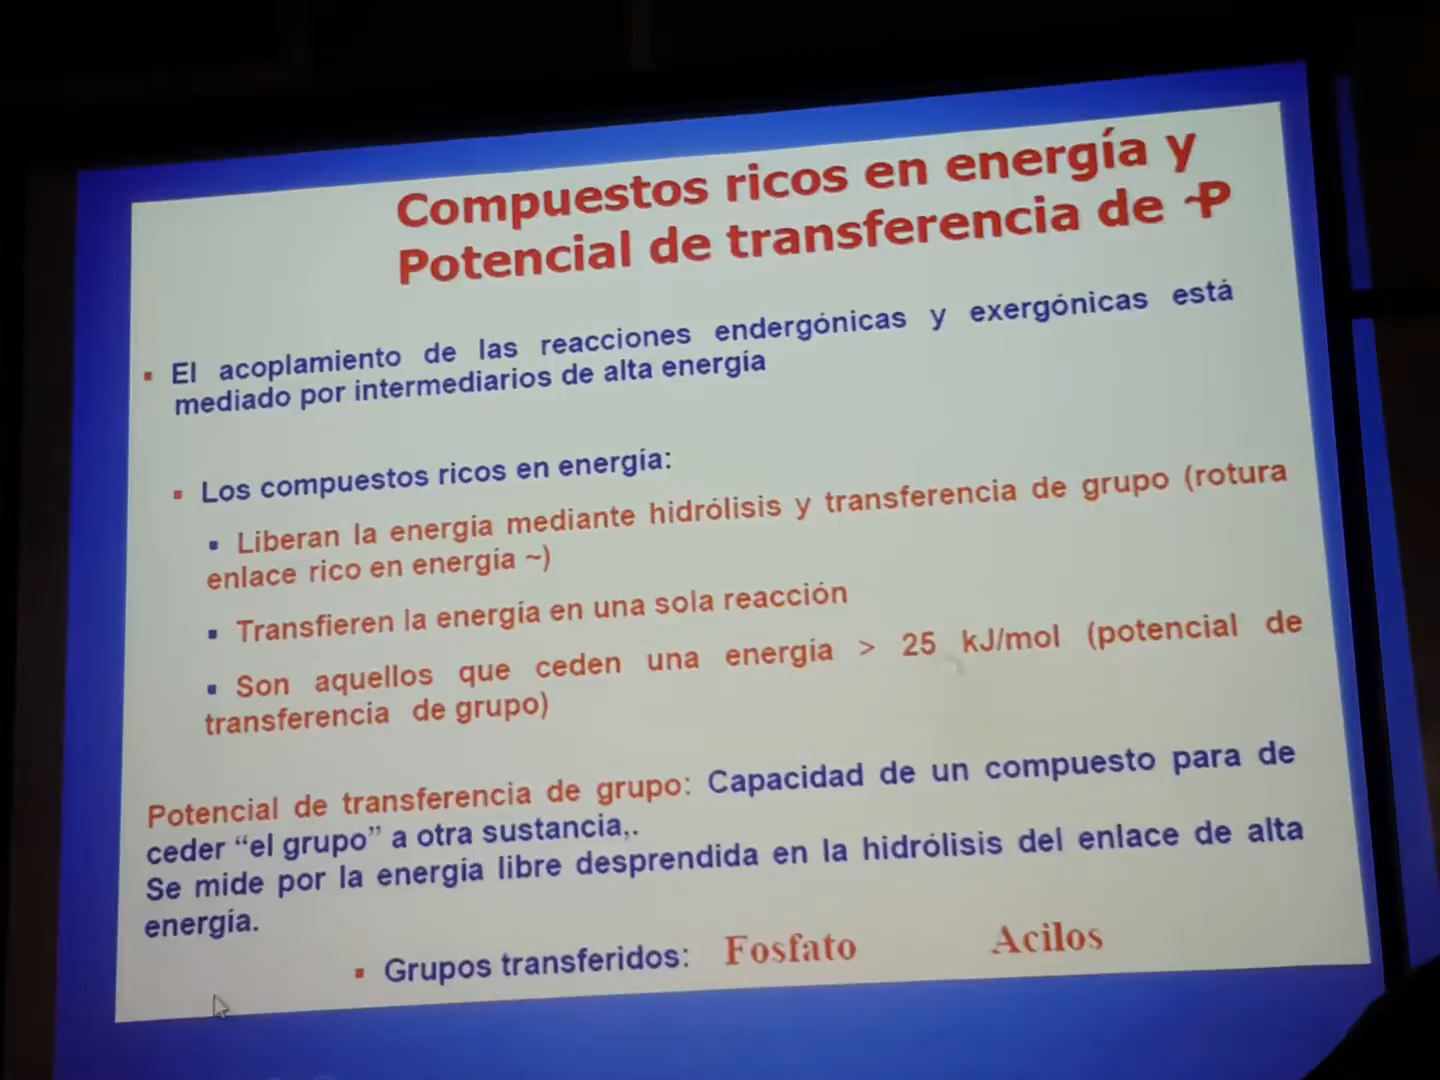 Compuestos ricos en energía y
Potencial de transferencia de ~P
▪ El acoplamiento de las reacciones endergónicas y exergónicas está
mediado por intermediarios de alta energía
▪ Los compuestos ricos en energía:
▪ Liberan la energía mediante hidrólisis y transferencia de grupo (rotura
enlace rico en energía ~)
▪ Transfieren la energía en una sola reacción
▪ Son aquellos que ceden una energía > 25 kJ/mol (potencial de
transferencia de grupo)
Potencial de transferencia de grupo: Capacidad de un compuesto para de
ceder “el grupo” a otra sustancia,.
Se mide por la energía libre desprendida en la hidrólisis del enlace de alta
energía.
▪ Grupos transferidos: Fosfato Acilos